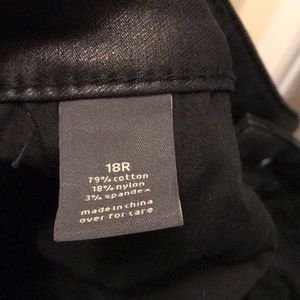 18R
79% cotton
18% nylon
3% spandex
made in china
over for care